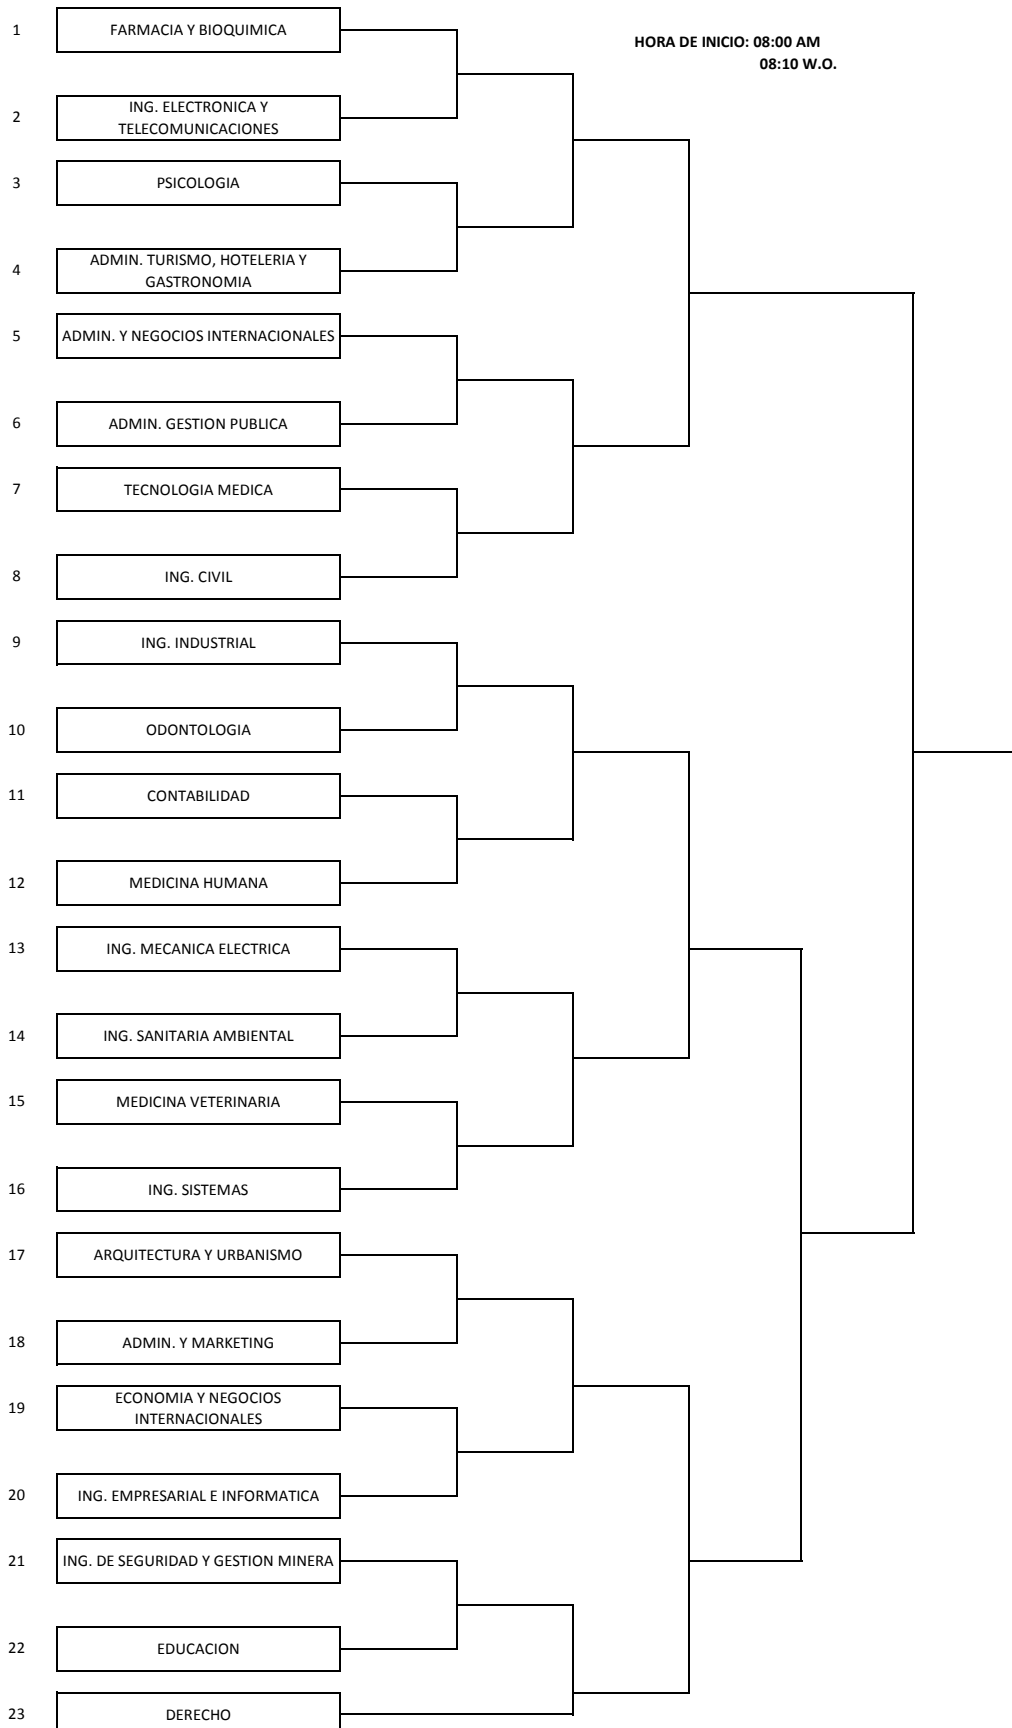 1 FARMACIA Y BIOQUIMICA
HORA DE INICIO: 08:00 AM
08:10 W.O.
2 ING. ELECTRONICA Y
TELECOMUNICACIONES
3 PSICOLOGIA
4 ADMIN. TURISMO, HOTELERIA Y
GASTRONOMIA
5 ADMIN. Y NEGOCIOS INTERNACIONALES
6 ADMIN. GESTION PUBLICA
7 TECNOLOGIA MEDICA
8 ING. CIVIL
9 ING. INDUSTRIAL
10 ODONTOLOGIA
11 CONTABILIDAD
12 MEDICINA HUMANA
13 ING. MECANICA ELECTRICA
14 ING. SANITARIA AMBIENTAL
15 MEDICINA VETERINARIA
16 ING. SISTEMAS
17 ARQUITECTURA Y URBANISMO
18 ADMIN. Y MARKETING
19 ECONOMIA Y NEGOCIOS
INTERNACIONALES
20 ING. EMPRESARIAL E INFORMATICA
21 ING. DE SEGURIDAD Y GESTION MINERA
22 EDUCACION
23 DERECHO